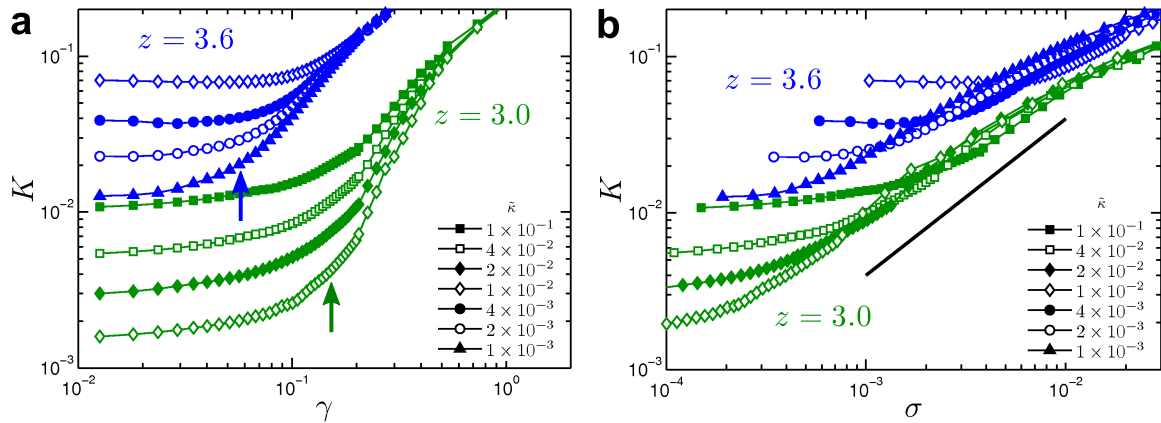 a
z = 3.6
z = 3.0
K
10⁻¹
10⁻²
10⁻³
κ̃
1 × 10⁻¹
4 × 10⁻²
2 × 10⁻²
1 × 10⁻²
4 × 10⁻³
2 × 10⁻³
1 × 10⁻³
10⁻² 10⁻¹ 10⁰
γ
b
z = 3.6
z = 3.0
K
10⁻¹
10⁻²
10⁻³
κ̃
1 × 10⁻¹
4 × 10⁻²
2 × 10⁻²
1 × 10⁻²
4 × 10⁻³
2 × 10⁻³
1 × 10⁻³
10⁻⁴ 10⁻³ 10⁻²
σ